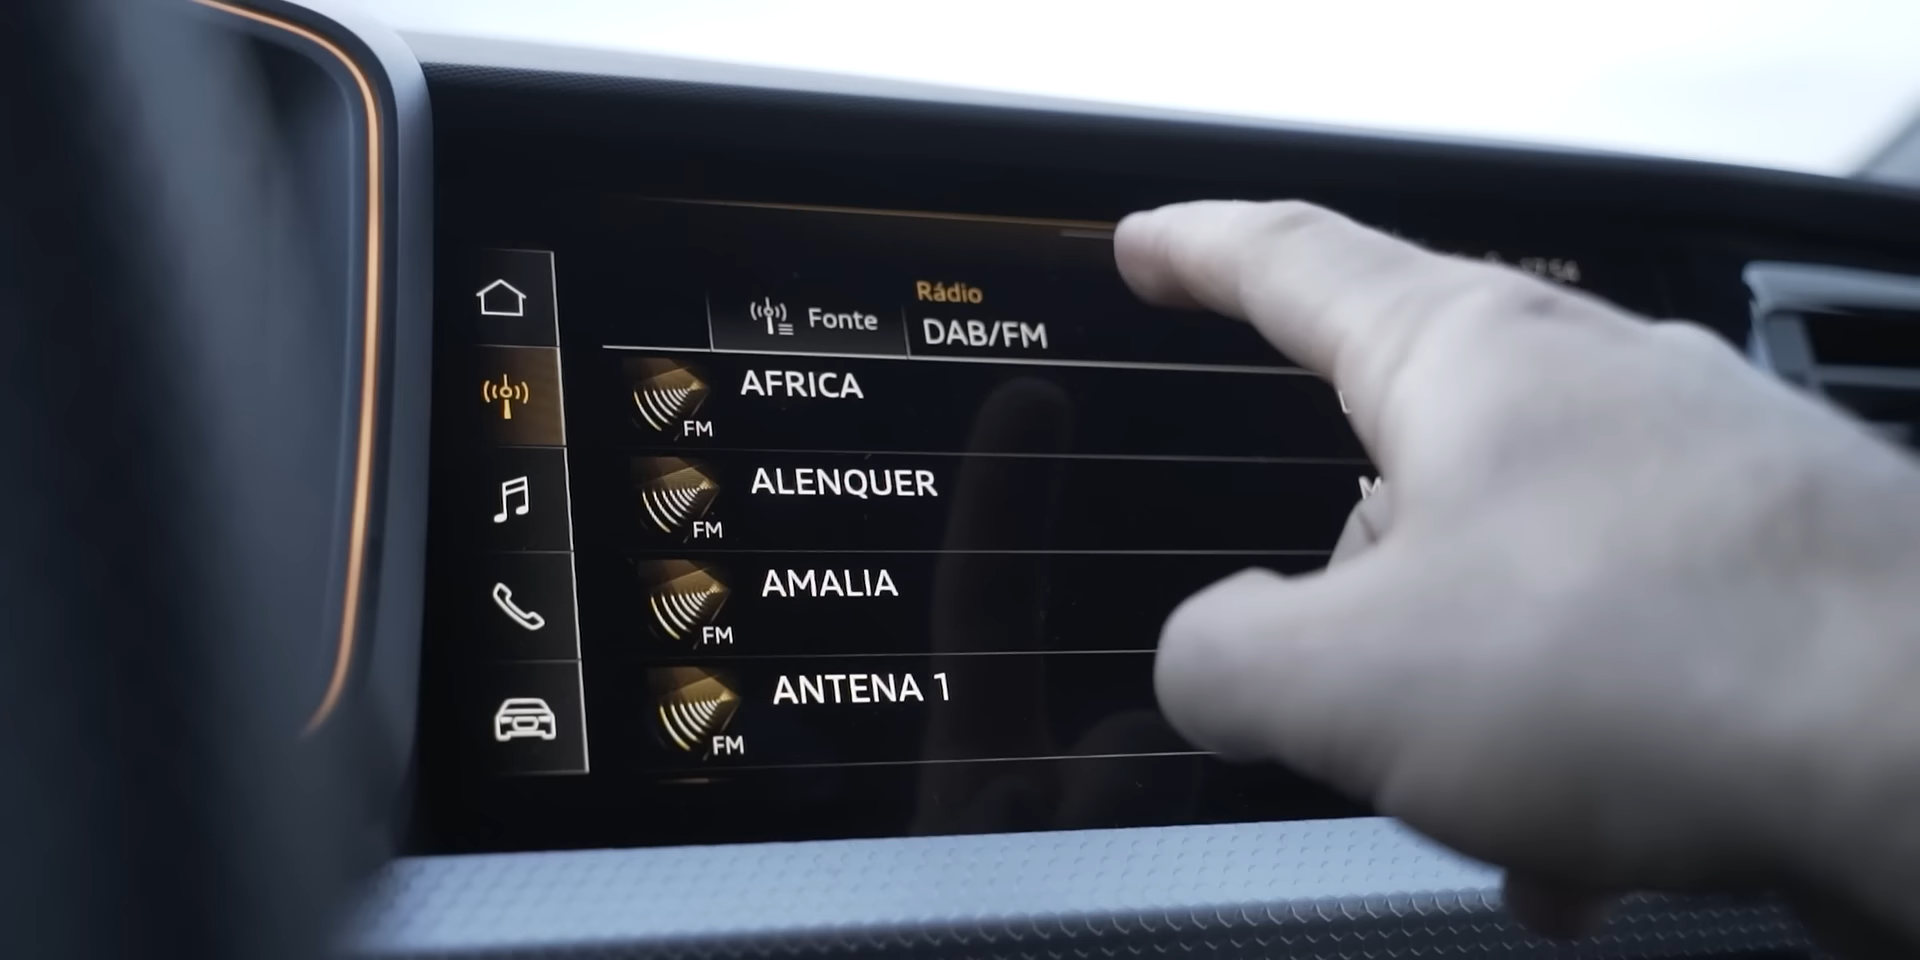 Fonte
Rádio
DAB/FM
AFRICA
FM
ALENQUER
FM
AMALIA
FM
ANTENA 1
FM